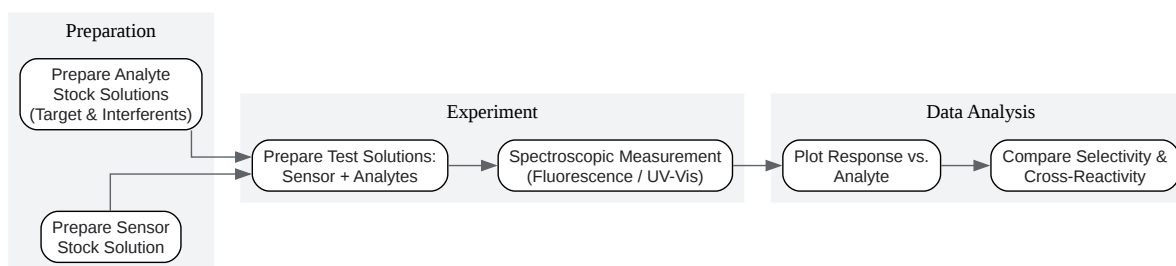 Preparation
Prepare Analyte
Stock Solutions
(Target & Interferents)
Prepare Sensor
Stock Solution
Experiment
Prepare Test Solutions:
Sensor + Analytes
Spectroscopic Measurement
(Fluorescence / UV-Vis)
Data Analysis
Plot Response vs.
Analyte
Compare Selectivity &
Cross-Reactivity